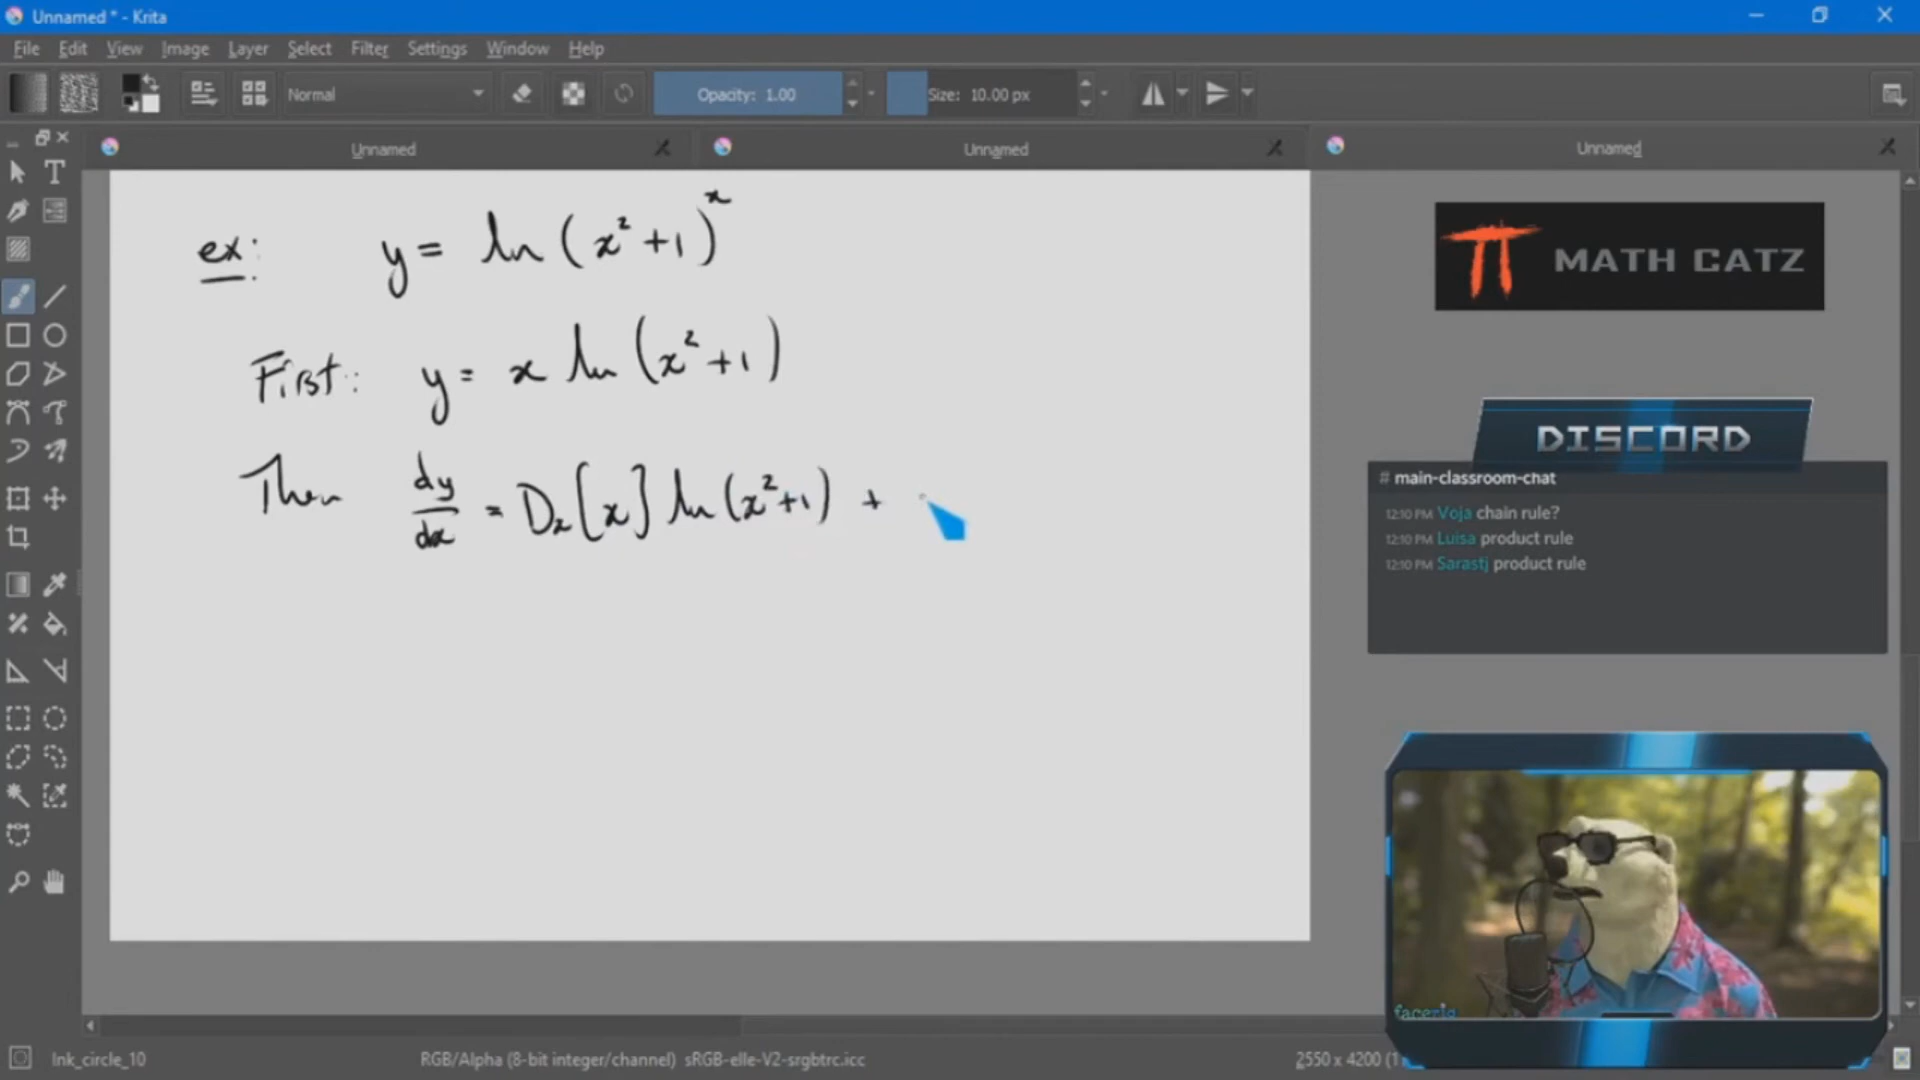 Unnamed * - Krita
File Edit View Image Layer Select Filter Settings Window Help
Normal
Opacity: 1.00
Size: 10.00 px
Unnamed
Unnamed
Unnamed
ex: y = ln (x² + 1)ˣ
First: y = x ln (x² + 1)
Then dy/dx = Dₓ[x] ln (x² + 1) +
MATH CATZ
DISCORD
# main-classroom-chat
12:10 PM Voja chain rule?
12:10 PM Luisa product rule
12:10 PM Sarastj product rule
facerig
Ink_circle_10
RGB/Alpha (8-bit integer/channel) sRGB-elle-V2-srgbtrc.icc
2550 x 4200 (1